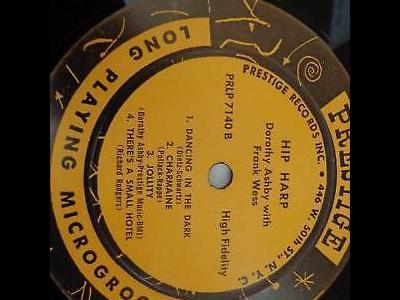 PRESTIGE
LONG PLAYING MICROGROO
PRESTIGE RECORDS INC. • 446 W. 50th ST., N. Y. C.
HIP HARP
Dorothy Ashby with
Frank Wess
PRLP 7140 B
High Fidelity
1. DANCING IN THE DARK
(Dietz-Schwartz)
2. CHARMAINE
(Pollack-Rappe)
3. JOLLITY
(Dorothy Ashby-Prestige Music-BMI)
4. THERE'S A SMALL HOTEL
(Richard Rodgers)